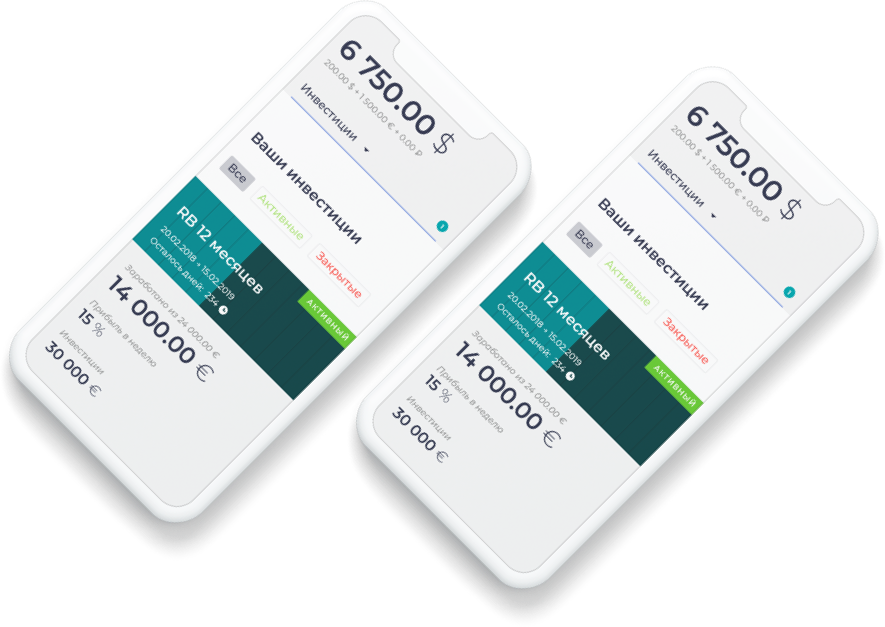 6 750.00 $
200.00 $ + 1 500.00 € + 0.00 ₽
Инвестиции
Ваши инвестиции
Все
Активные
Закрытые
RB 12 месяцев
20.02.2018 → 15.02.2019
Осталось дней: 234
АКТИВНЫЙ
Заработано из 24 000.00 €
14 000.00 €
Прибыль в неделю
15 %
Инвестиции
30 000 €
6 750.00 $
200.00 $ + 1 500.00 € + 0.00 ₽
Инвестиции
Ваши инвестиции
Все
Активные
Закрытые
RB 12 месяцев
20.02.2018 → 15.02.2019
Осталось дней: 234
АКТИВНЫЙ
Заработано из 24 000.00 €
14 000.00 €
Прибыль в неделю
15 %
Инвестиции
30 000 €